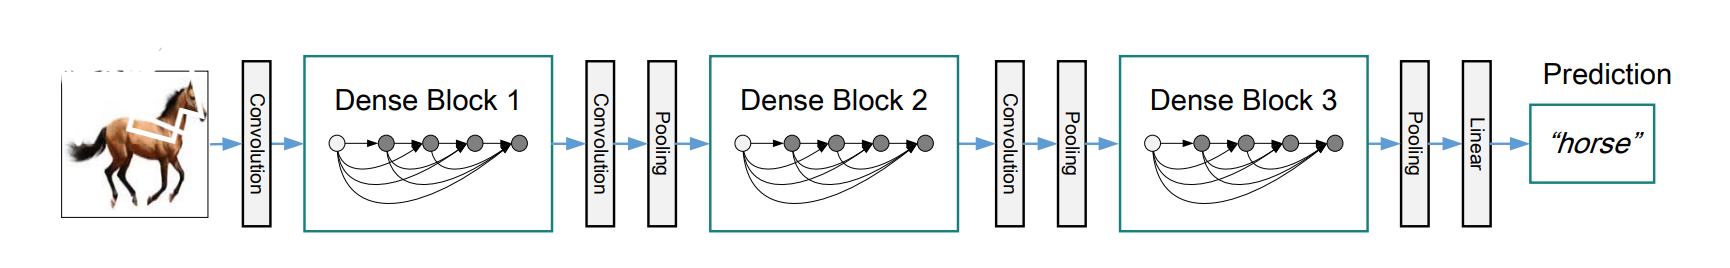 Convolution
Dense Block 1
Convolution
Pooling
Dense Block 2
Convolution
Pooling
Dense Block 3
Pooling
Linear
Prediction
“horse”